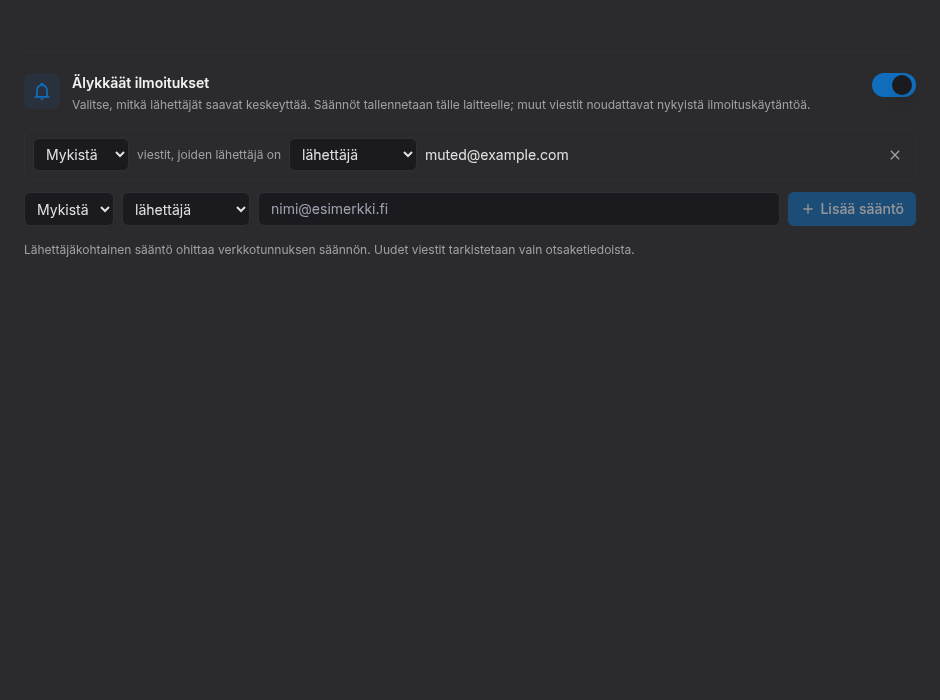 Älykkäät ilmoitukset
Valitse, mitkä lähettäjät saavat keskeyttää. Säännöt tallennetaan tälle laitteelle; muut viestit noudattavat nykyistä ilmoituskäytäntöä.
Mykistä viestit, joiden lähettäjä on lähettäjä muted@example.com
Mykistä lähettäjä nimi@esimerkki.fi + Lisää sääntö
Lähettäjäkohtainen sääntö ohittaa verkkotunnuksen säännön. Uudet viestit tarkistetaan vain otsaketiedoista.